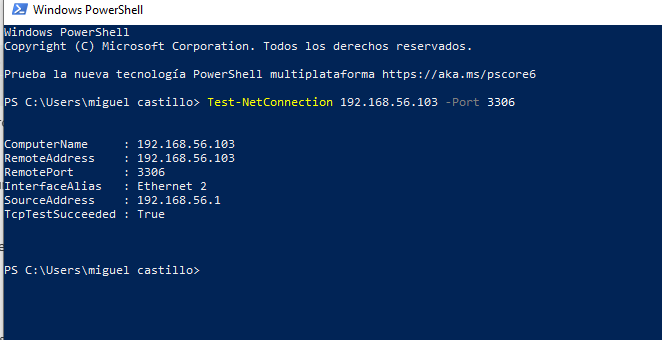 Windows PowerShell
Windows PowerShell
Copyright (C) Microsoft Corporation. Todos los derechos reservados.
Prueba la nueva tecnología PowerShell multiplataforma https://aka.ms/pscore6
PS C:\Users\miguel castillo> Test-NetConnection 192.168.56.103 -Port 3306
ComputerName     : 192.168.56.103
RemoteAddress    : 192.168.56.103
RemotePort       : 3306
InterfaceAlias   : Ethernet 2
SourceAddress    : 192.168.56.1
TcpTestSucceeded : True
PS C:\Users\miguel castillo>